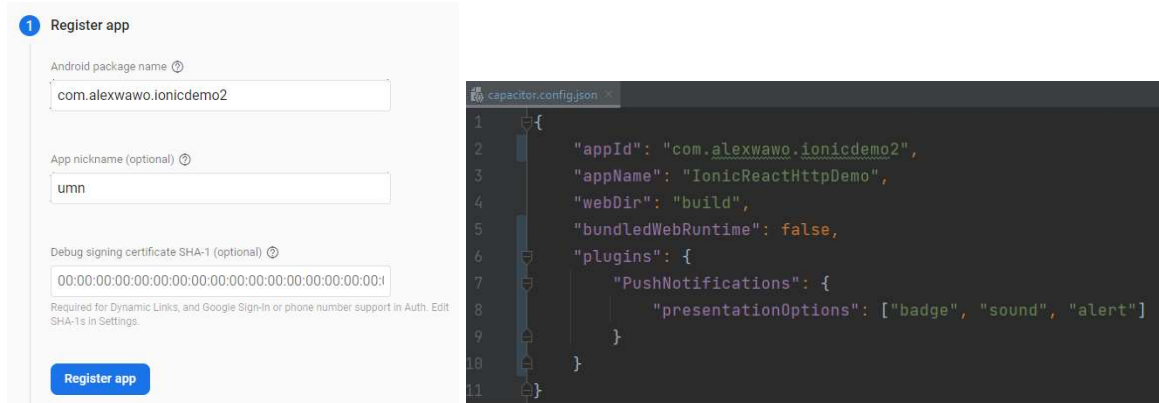 1 Register app
Android package name
com.alexwawo.ionicdemo2
App nickname (optional)
umn
Debug signing certificate SHA-1 (optional)
00:00:00:00:00:00:00:00:00:00:00:00:00:00:00:00:00:(
Required for Dynamic Links, and Google Sign-In or phone number support in Auth. Edit
SHA-1s in Settings.
Register app
capacitor.config.json
1 {
2 "appId": "com.alexwawo.ionicdemo2",
3 "appName": "IonicReactHttpDemo",
4 "webDir": "build",
5 "bundledWebRuntime": false,
6 "plugins": {
7 "PushNotifications": {
8 "presentationOptions": ["badge", "sound", "alert"]
9 }
10 }
11 }